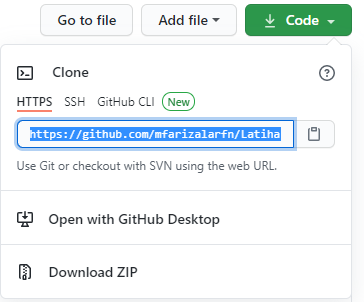 Go to file Add file Code
Clone
HTTPS SSH GitHub CLI New
https://github.com/mfarizalarfn/Latiha
Use Git or checkout with SVN using the web URL.
Open with GitHub Desktop
Download ZIP